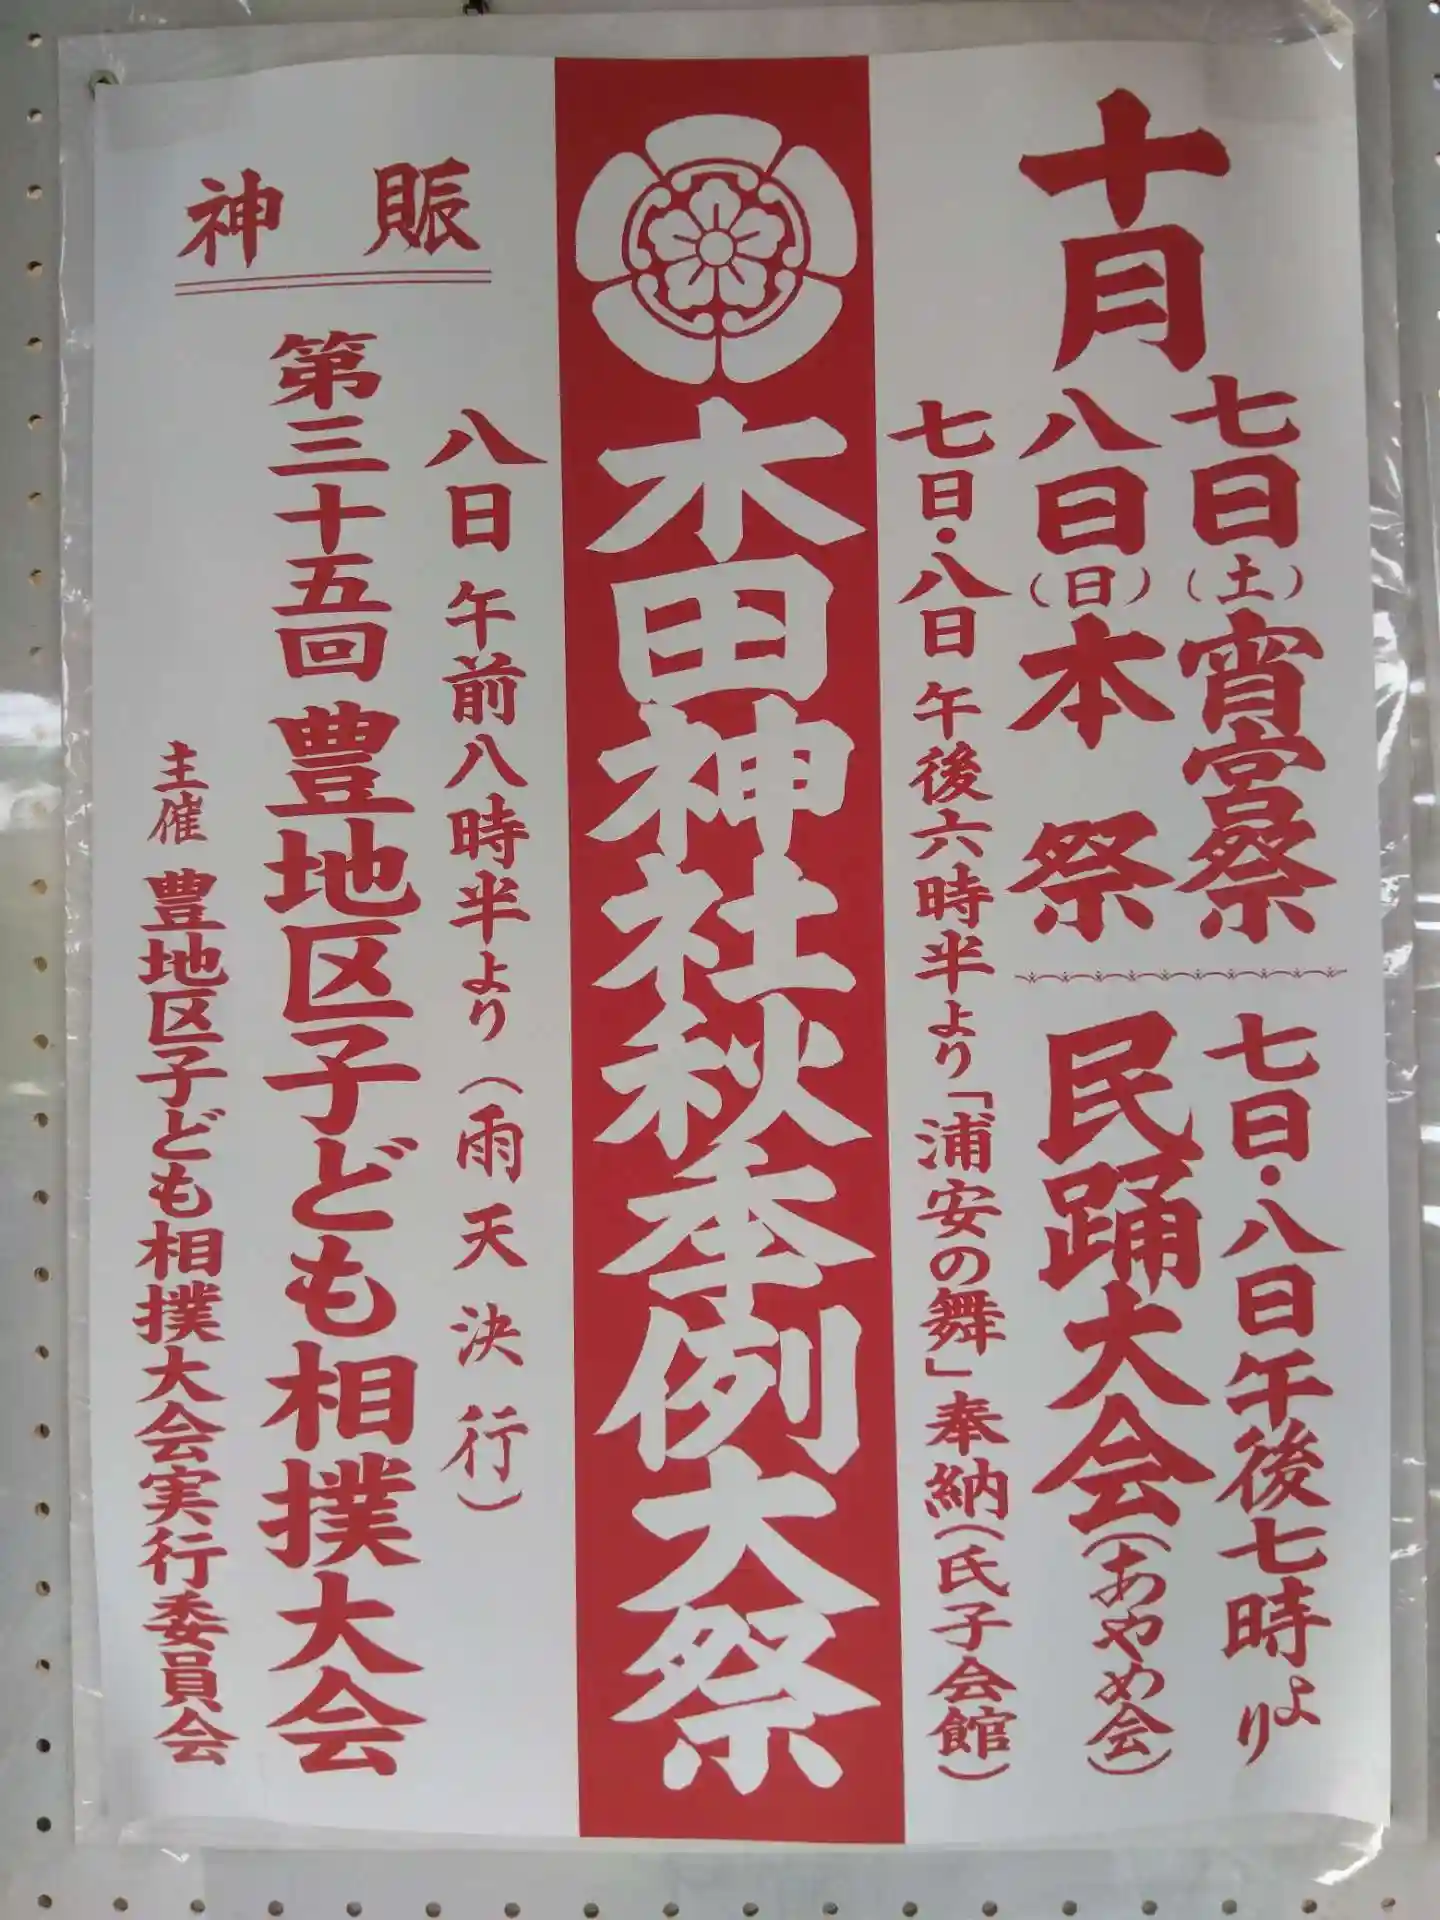 十月
七日(土)宵宮祭
八日(日)本祭
七日・八日午後七時より
民踊大会(あやめ会)
七日・八日 午後六時半より「浦安の舞」奉納(氏子会館)
木田神社秋季例大祭
神賑
八日 午前八時半より(雨天決行)
第三十五回 豊地区子ども相撲大会
主催 豊地区子ども相撲大会実行委員会